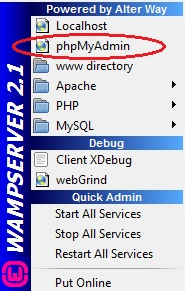 Powered by Alter Way
Localhost
phpMyAdmin
www directory
Apache
PHP
MySQL
Debug
Client XDebug
webGrind
Quick Admin
Start All Services
Stop All Services
Restart All Services
Put Online
WAMPSERVER 2.1